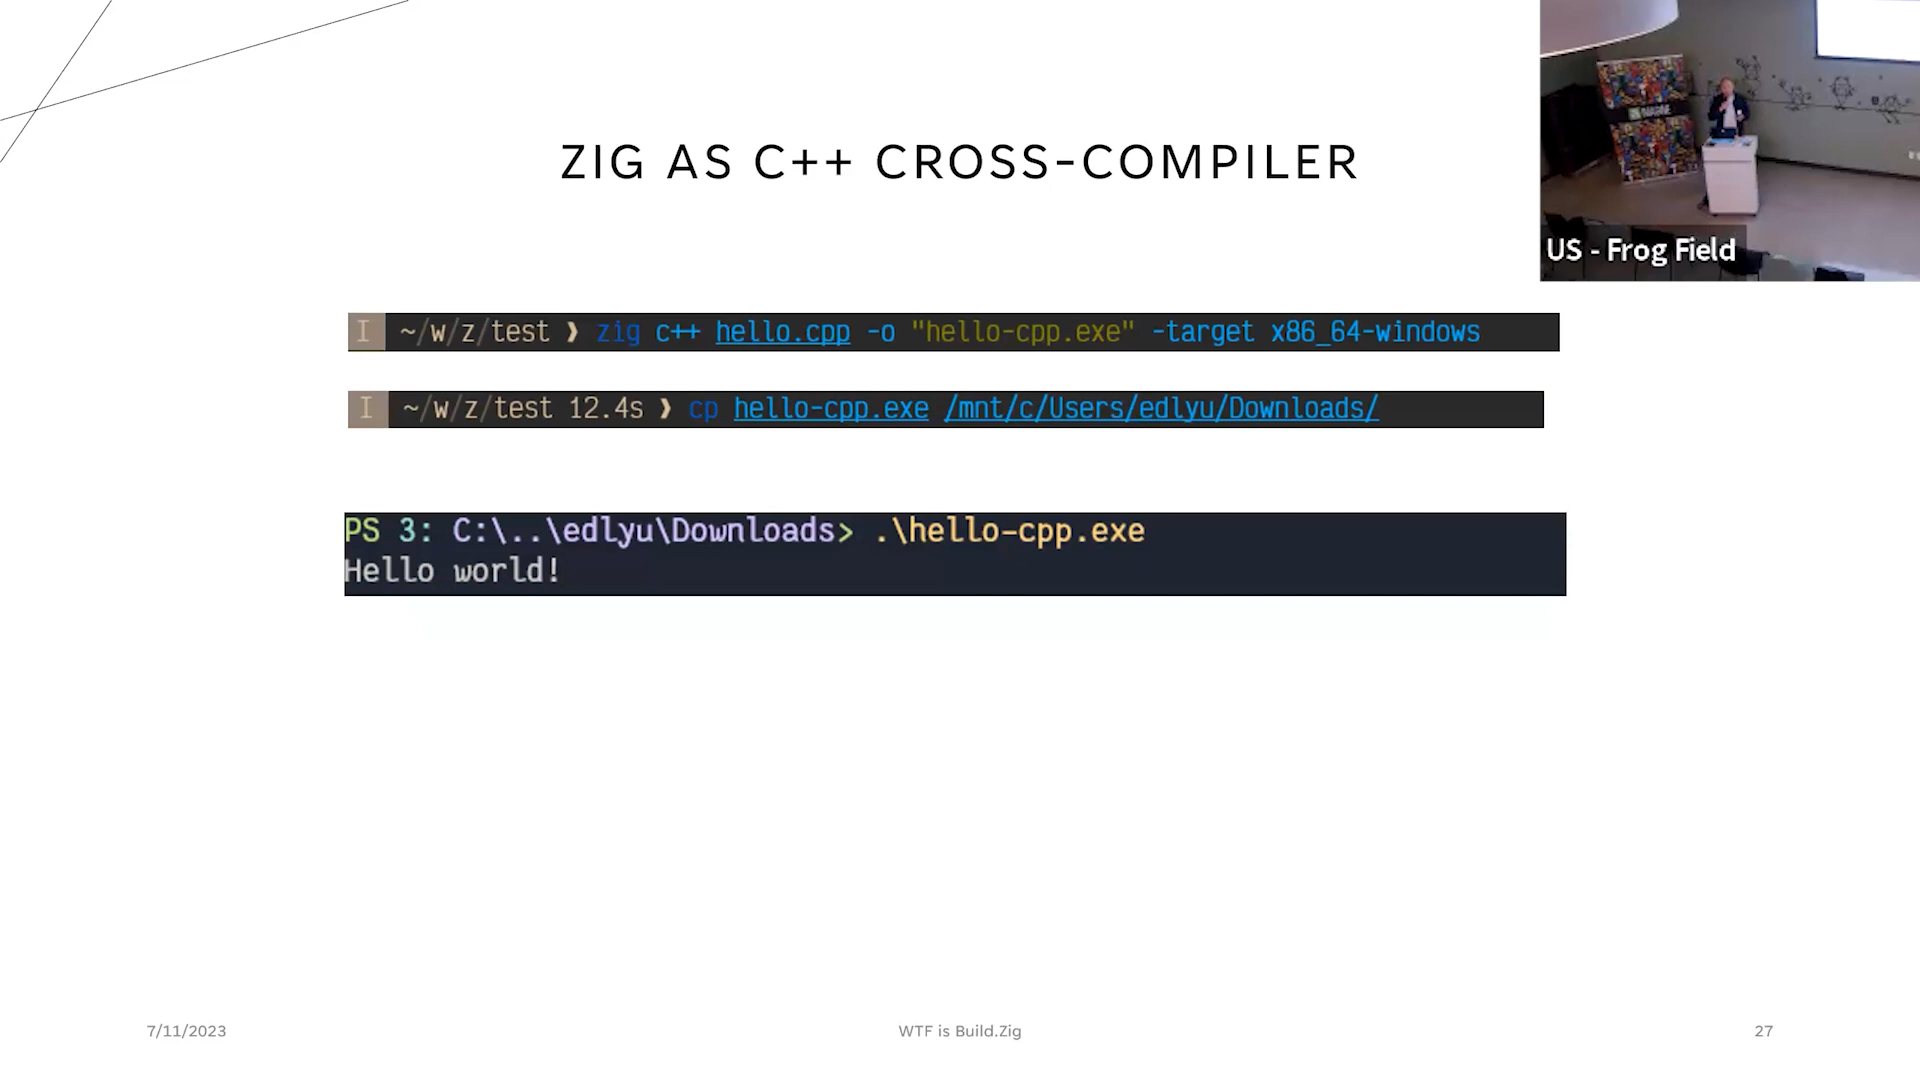 ZIG AS C++ CROSS-COMPILER
US - Frog Field
I ~/w/z/test ❯ zig c++ hello.cpp -o "hello-cpp.exe" -target x86_64-windows
I ~/w/z/test 12.4s ❯ cp hello-cpp.exe /mnt/c/Users/edlyu/Downloads/
PS 3: C:\..\edlyu\Downloads> .\hello-cpp.exe
Hello world!
7/11/2023
WTF is Build.Zig
27